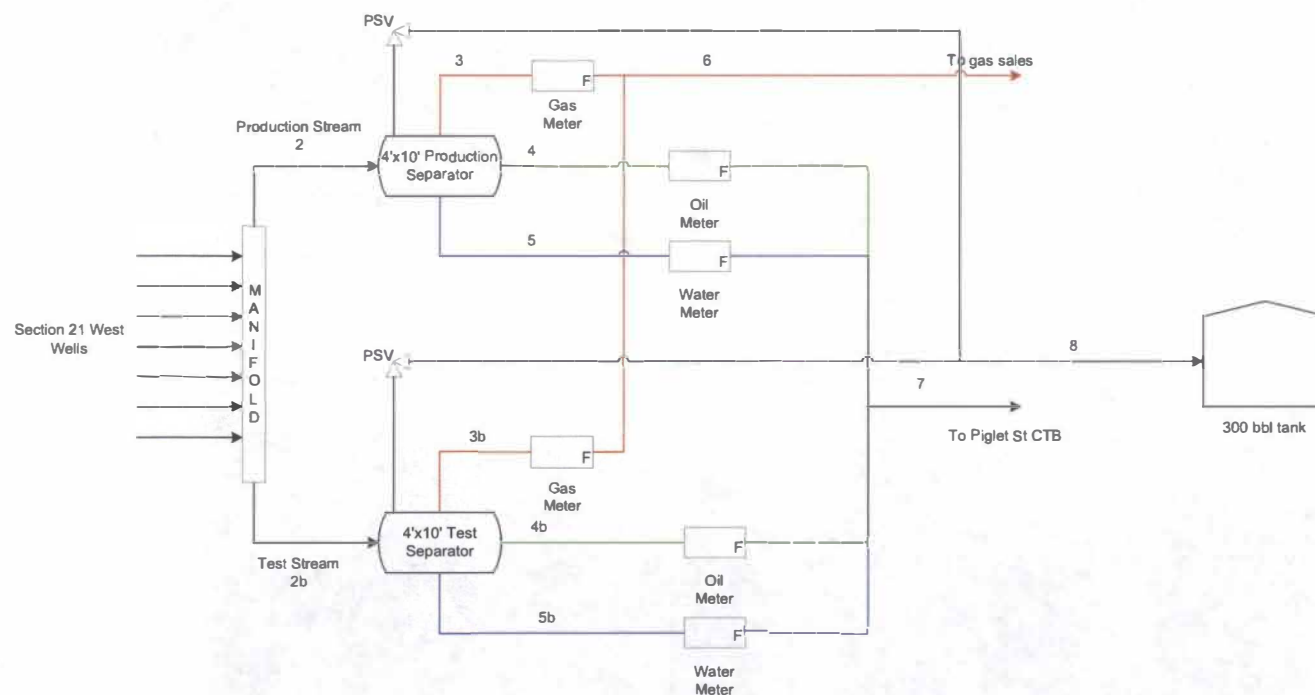 PSV
3
6
To gas sales
F
Gas
Meter
Production Stream
2
4'x10' Production
Separator
4
F
Oil
Meter
5
F
Water
Meter
MANIFOLD
Section 21 West
Wells
PSV
8
7
To Piglet St CTB
300 bbl tank
3b
F
Gas
Meter
4'x10' Test
Separator
4b
F
Test Stream
2b
Oil
Meter
5b
F
Water
Meter